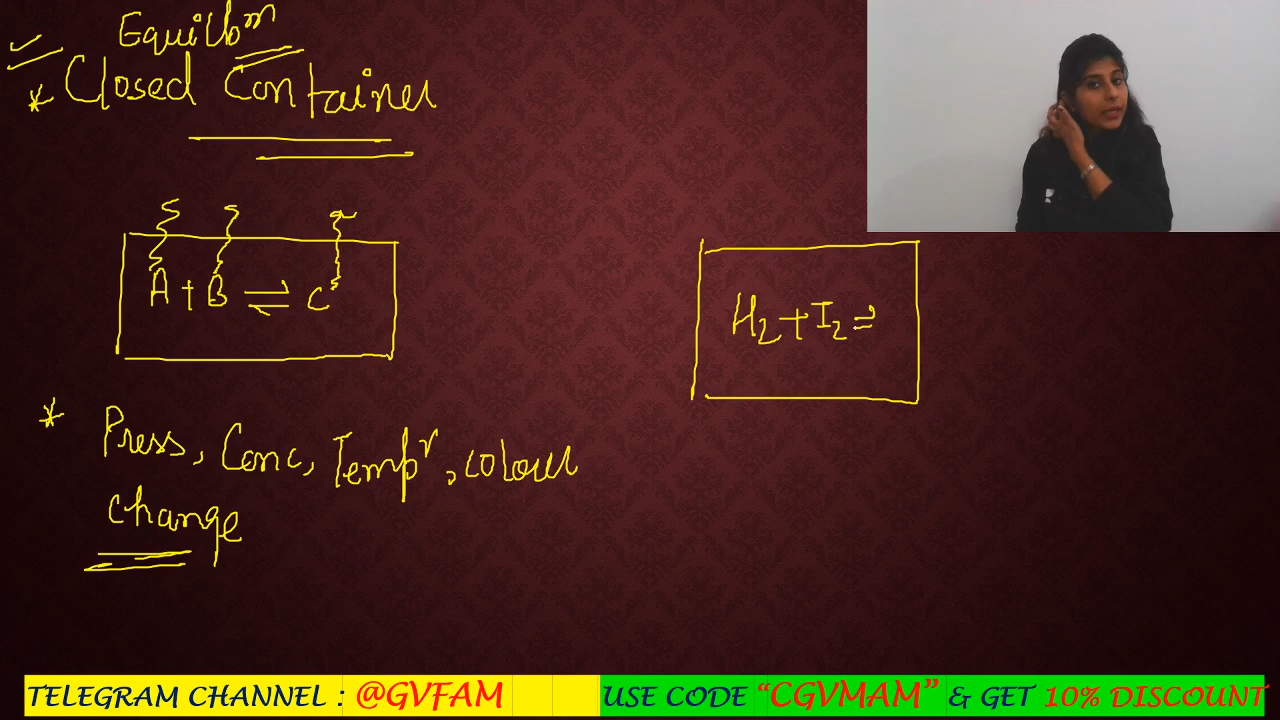 Equilbm
* Closed Container
A + B ⇌ C
H2 + I2 ⇌
* Press, Conc, Tempr, colour
change
TELEGRAM CHANNEL : @GVFAM
USE CODE “CGVMAM” & GET 10% DISCOUNT